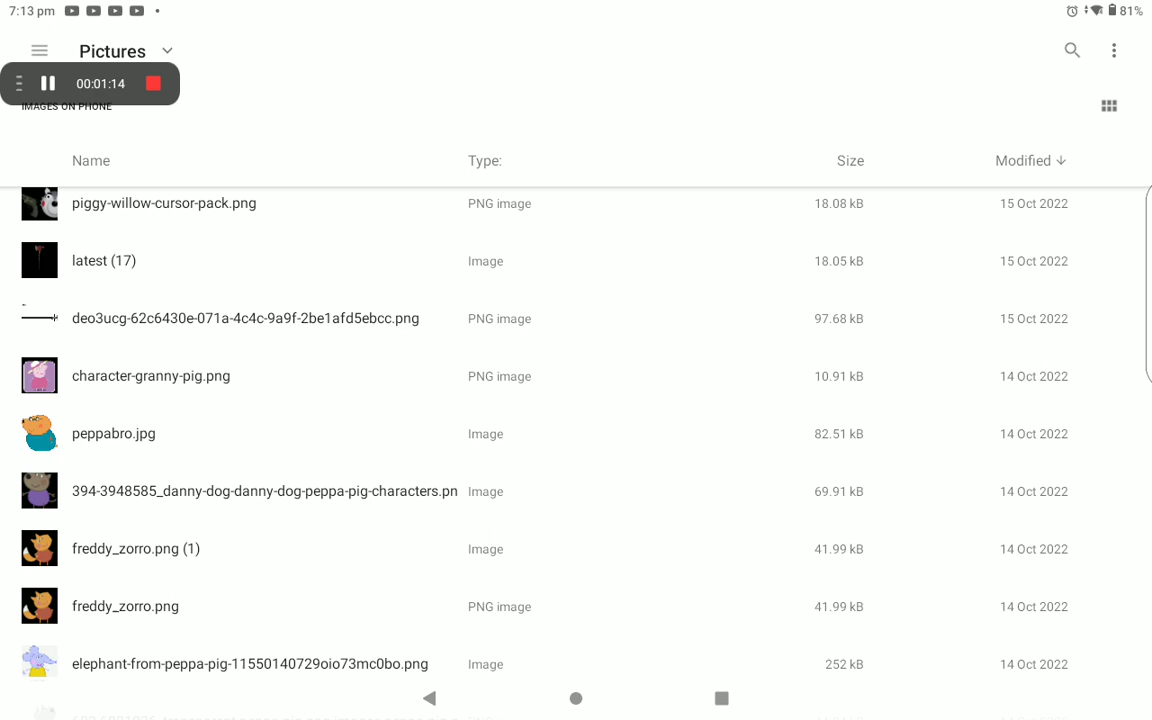 7:13 pm 81%
Pictures
00:01:14
IMAGES ON PHONE
Name Type: Size Modified
piggy-willow-cursor-pack.png PNG image 18.08 kB 15 Oct 2022
latest (17) Image 18.05 kB 15 Oct 2022
deo3ucg-62c6430e-071a-4c4c-9a9f-2be1afd5ebcc.png PNG image 97.68 kB 15 Oct 2022
character-granny-pig.png PNG image 10.91 kB 14 Oct 2022
peppabro.jpg Image 82.51 kB 14 Oct 2022
394-3948585_danny-dog-danny-dog-peppa-pig-characters.pn Image 69.91 kB 14 Oct 2022
freddy_zorro.png (1) Image 41.99 kB 14 Oct 2022
freddy_zorro.png PNG image 41.99 kB 14 Oct 2022
elephant-from-peppa-pig-11550140729oio73mc0bo.png Image 252 kB 14 Oct 2022